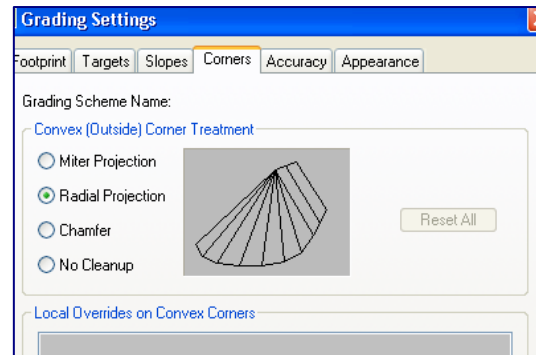 Grading Settings
Footprint Targets Slopes Corners Accuracy Appearance
Grading Scheme Name:
Convex (Outside) Corner Treatment
Miter Projection
Radial Projection
Reset All
Chamfer
No Cleanup
Local Overrides on Convex Corners